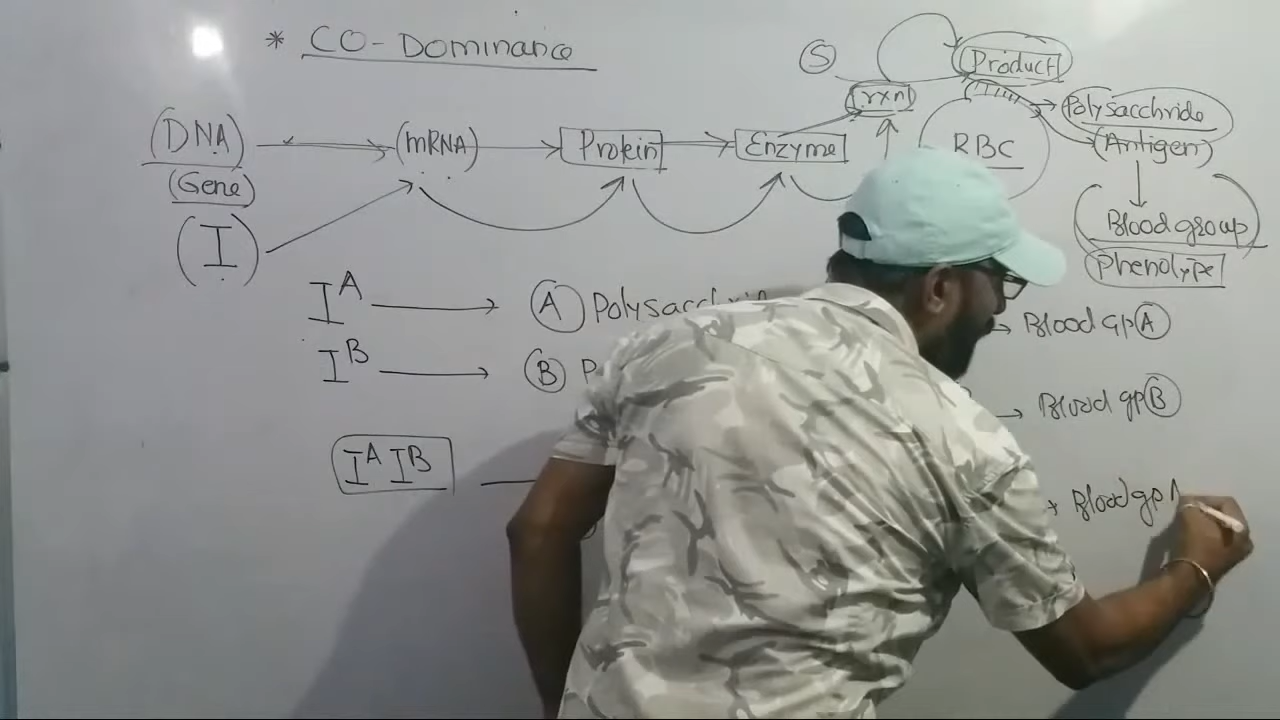 * CO-Dominance
S Product
(DNA) (mRNA) Protein Enzyme rxn RBC Polysacchride
(Gene) (Antigen)
(I) Blood group
Phenotype
I^A A Polysacchri
I^B B P
Blood gp A
Blood gp B
I^A I^B
Blood gp A